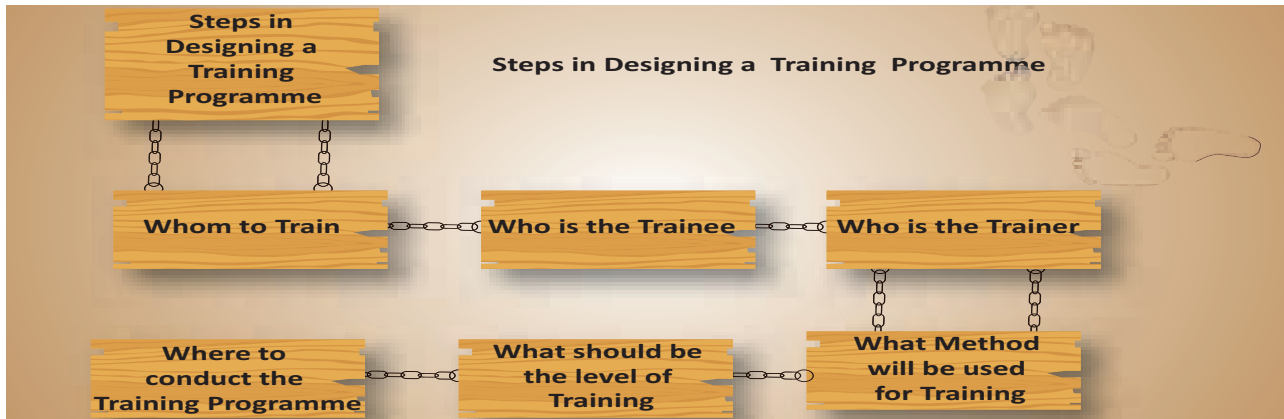 Steps in
Designing a
Training
Programme
Steps in Designing a Training Programme
Whom to Train
Who is the Trainee
Who is the Trainer
What Method
will be used
for Training
What should be
the level of
Training
Where to
conduct the
Training Programme